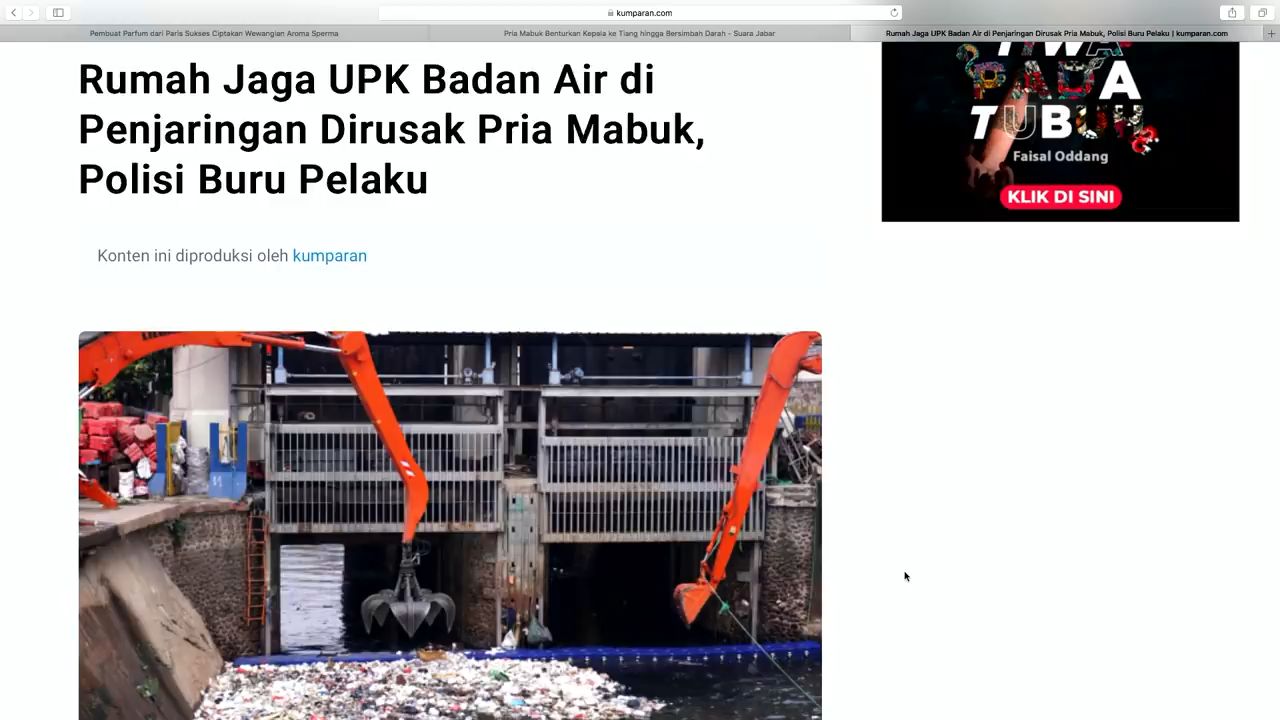 kumparan.com
Pembuat Parfum dari Paris Sukses Ciptakan Wewangian Aroma Sperma
Pria Mabuk Benturkan Kepala ke Tiang hingga Bersimbah Darah - Suara Jabar
Rumah Jaga UPK Badan Air di Penjaringan Dirusak Pria Mabuk, Polisi Buru Pelaku | kumparan.com
Rumah Jaga UPK Badan Air di
Penjaringan Dirusak Pria Mabuk,
Polisi Buru Pelaku
Konten ini diproduksi oleh kumparan
PADA
TUBUH
Faisal Oddang
KLIK DI SINI